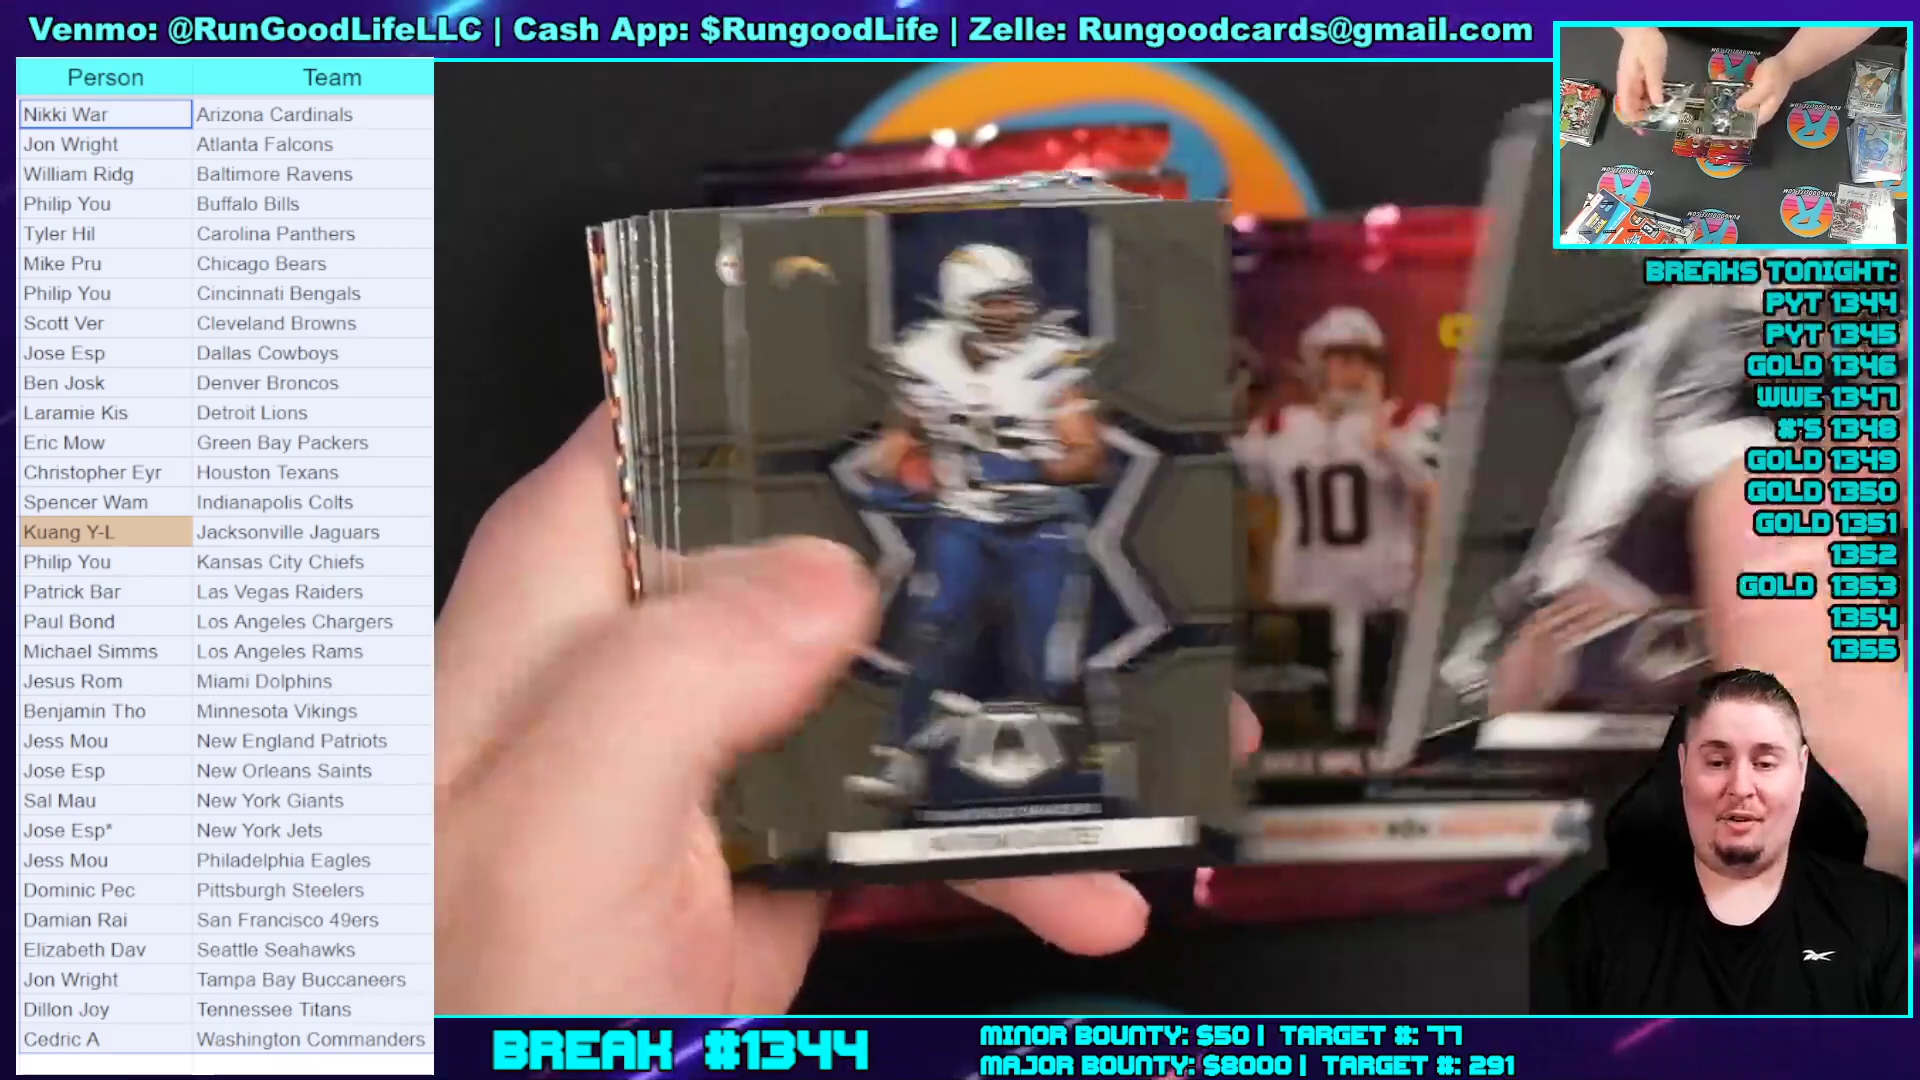 Venmo: @RunGoodLifeLLC | Cash App: $RungoodLife | Zelle: Rungoodcards@gmail.com
Person Team
Nikki War Arizona Cardinals
Jon Wright Atlanta Falcons
William Ridg Baltimore Ravens
Philip You Buffalo Bills
Tyler Hil Carolina Panthers
Mike Pru Chicago Bears
Philip You Cincinnati Bengals
Scott Ver Cleveland Browns
Jose Esp Dallas Cowboys
Ben Josk Denver Broncos
Laramie Kis Detroit Lions
Eric Mow Green Bay Packers
Christopher Eyr Houston Texans
Spencer Wam Indianapolis Colts
Kuang Y-L Jacksonville Jaguars
Philip You Kansas City Chiefs
Patrick Bar Las Vegas Raiders
Paul Bond Los Angeles Chargers
Michael Simms Los Angeles Rams
Jesus Rom Miami Dolphins
Benjamin Tho Minnesota Vikings
Jess Mou New England Patriots
Jose Esp New Orleans Saints
Sal Mau New York Giants
Jose Esp* New York Jets
Jess Mou Philadelphia Eagles
Dominic Pec Pittsburgh Steelers
Damian Rai San Francisco 49ers
Elizabeth Dav Seattle Seahawks
Jon Wright Tampa Bay Buccaneers
Dillon Joy Tennessee Titans
Cedric A Washington Commanders
10
BREAKS TONIGHT:
PYT 1344
PYT 1345
GOLD 1346
WWE 1347
#'S 1348
GOLD 1349
GOLD 1350
GOLD 1351
1352
GOLD 1353
1354
1355
BREAK #1344
MINOR BOUNTY: $50 | TARGET #: 77
MAJOR BOUNTY: $8000 | TARGET #: 291